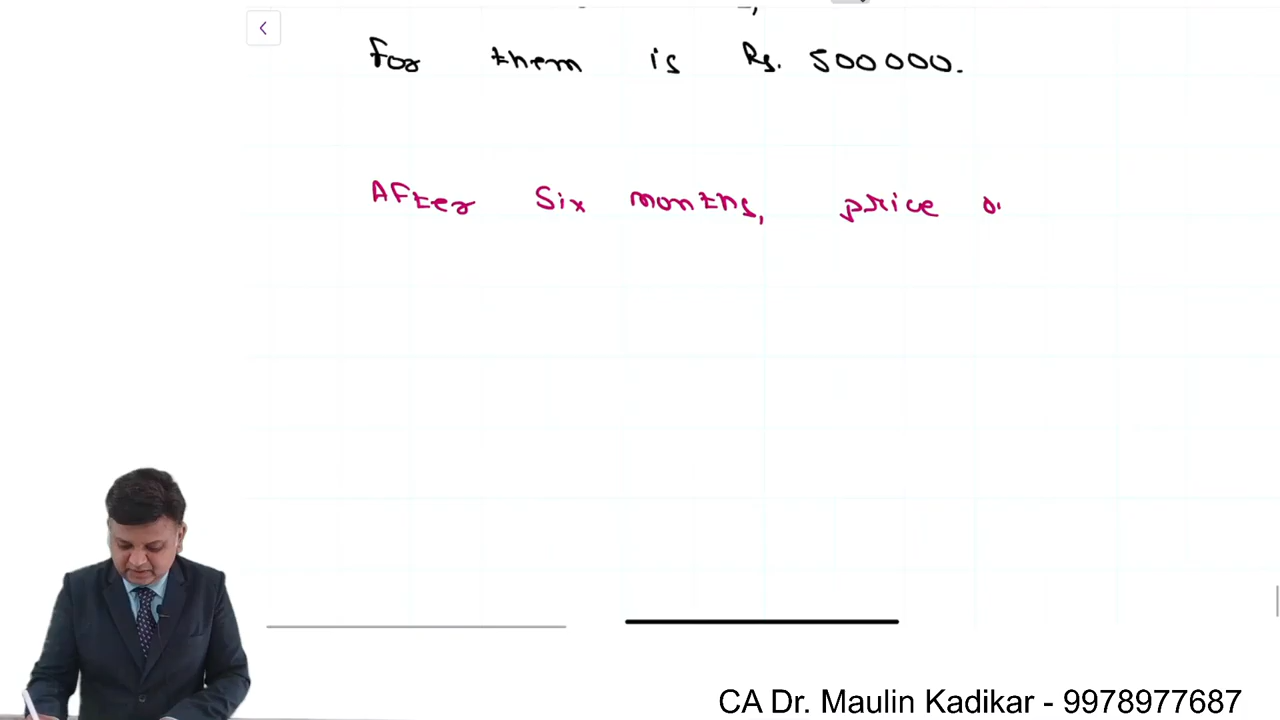 for them is Rs. 500000.
After six months, price o
CA Dr. Maulin Kadikar - 9978977687